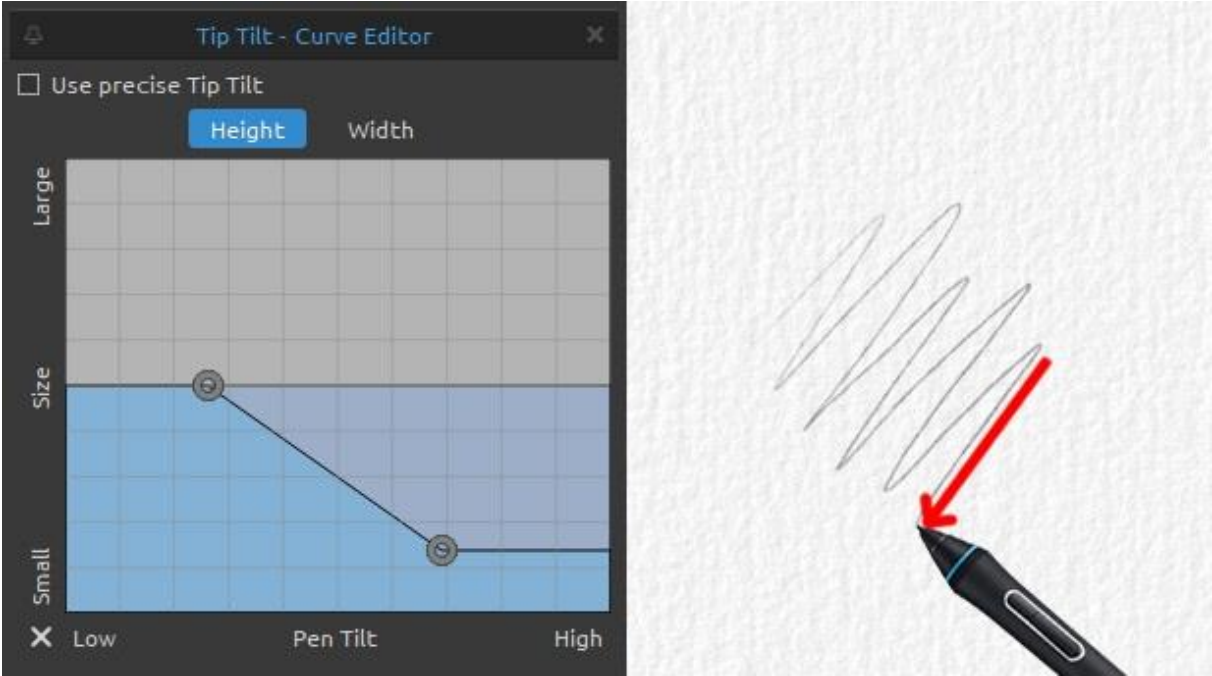 Tip Tilt - Curve Editor
Use precise Tip Tilt
Height Width
Large
Size
Small
Low Pen Tilt High